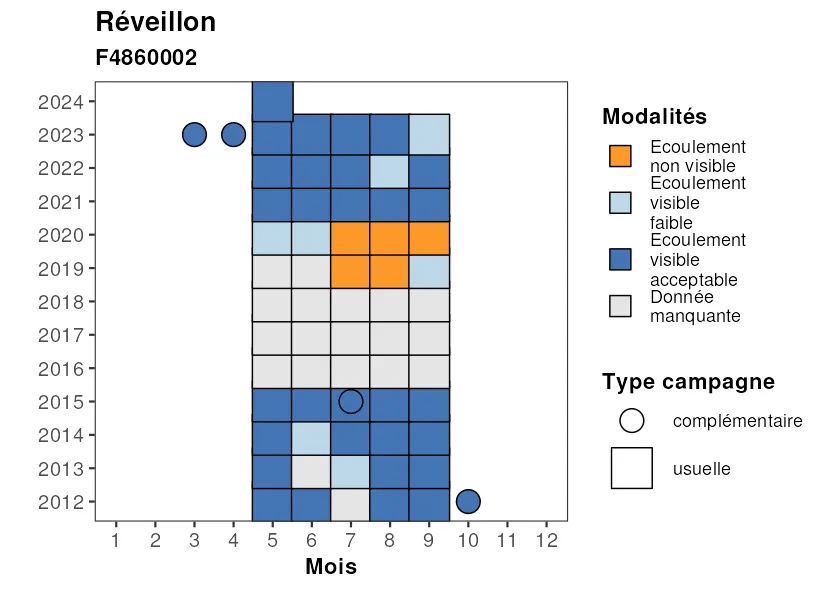 Réveillon
F4860002
2024
2023
2022
2021
2020
2019
2018
2017
2016
2015
2014
2013
2012
1 2 3 4 5 6 7 8 9 10 11 12
Mois
Modalités
Ecoulement
non visible
Ecoulement
visible
faible
Ecoulement
visible
acceptable
Donnée
manquante
Type campagne
complémentaire
usuelle